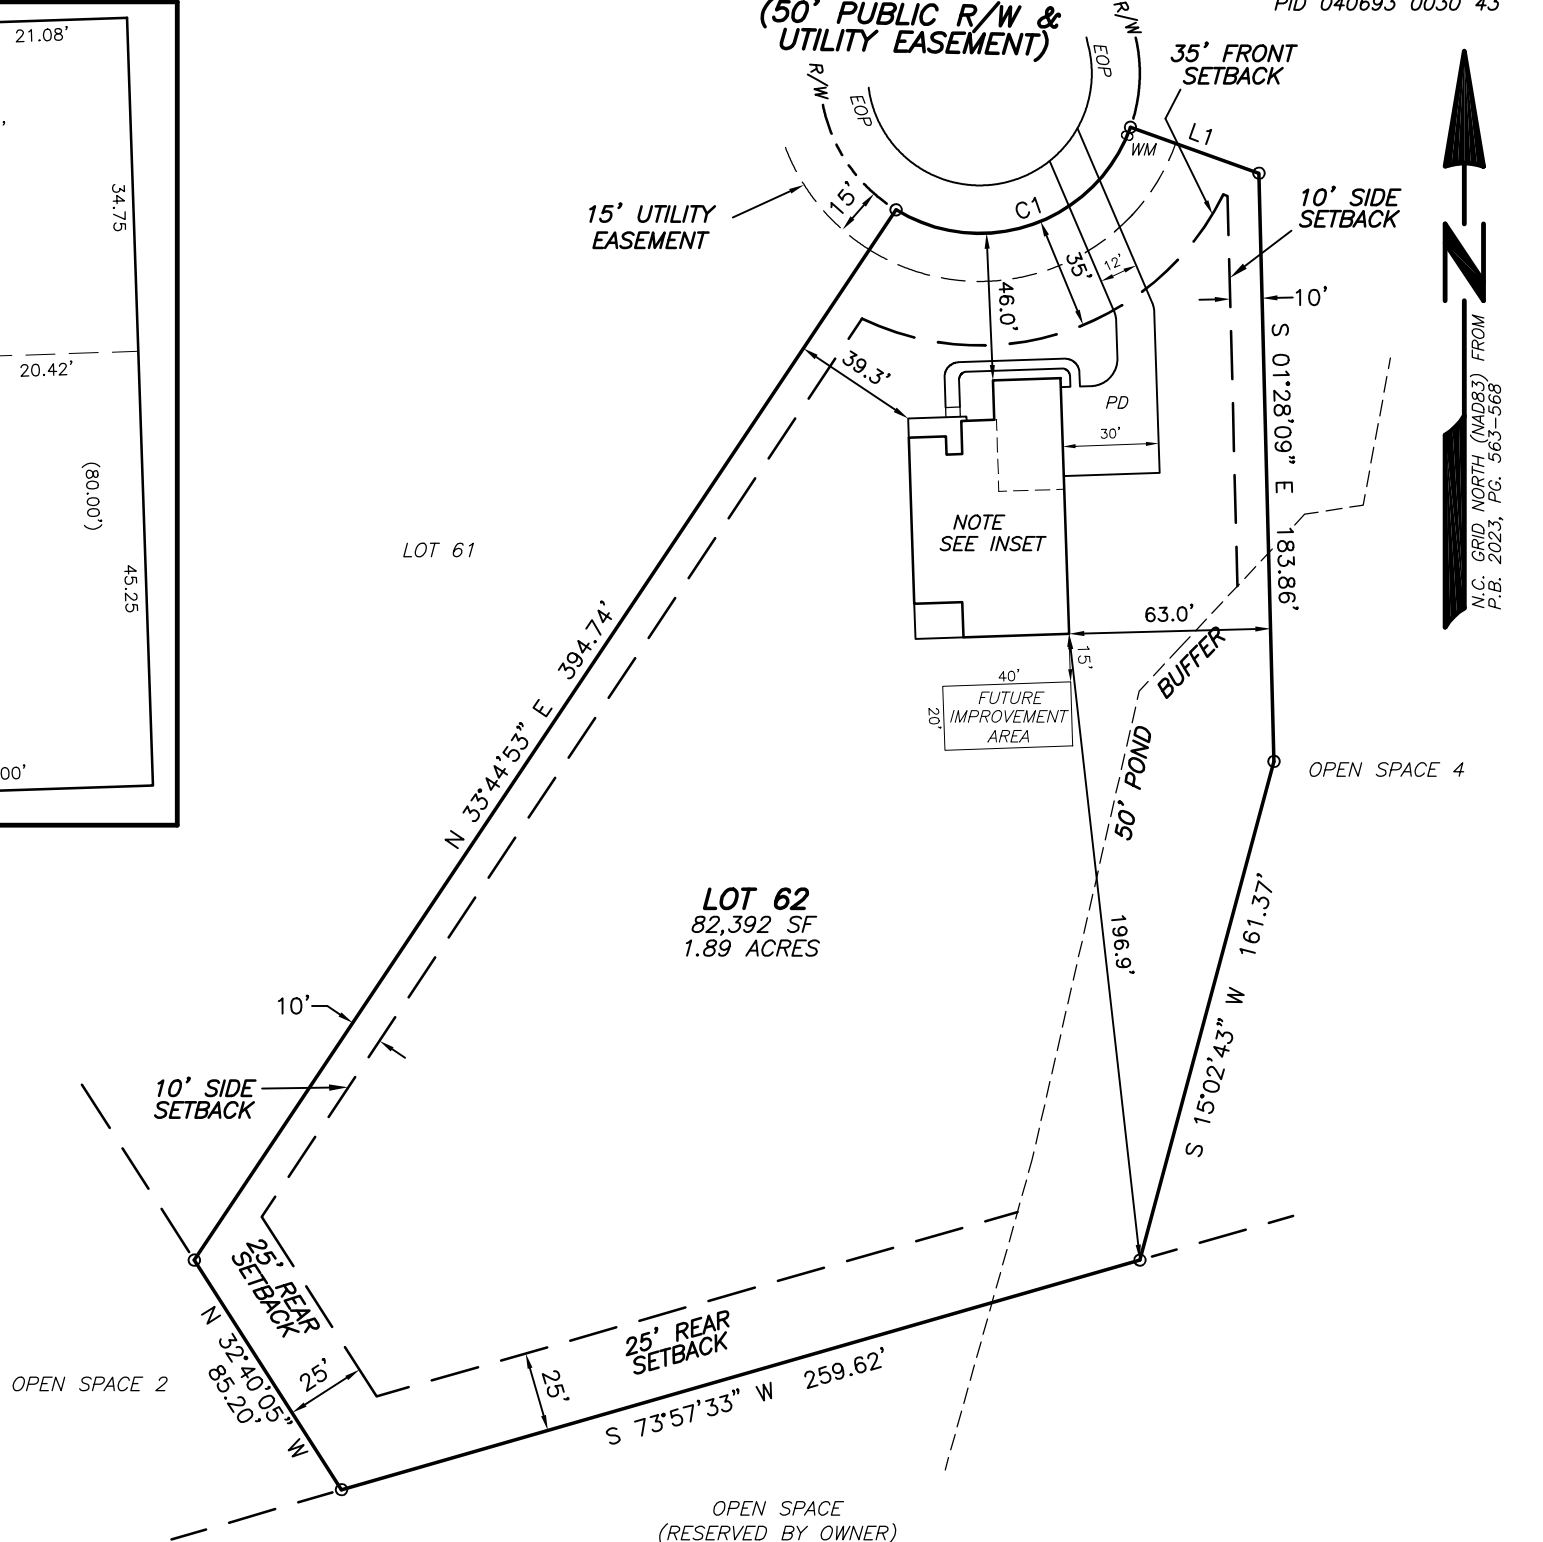 21.08'
34.75
20.42'
(80.00')
45.25
00'
(50' PUBLIC R/W &
UTILITY EASEMENT)
PID 040693 0030 43
R/W
R/W
EOP
EOP
35' FRONT
SETBACK
L1
WM
15' UTILITY
EASEMENT
15'
C1
10' SIDE
SETBACK
35'
12'
46.0'
10'
39.3'
PD
30'
S 01°28'09" E 183.86'
N.C. GRID NORTH (NAD83) FROM
P.B. 2023, PG. 563-568
N
NOTE
SEE INSET
LOT 61
63.0'
15'
40'
20'
FUTURE
IMPROVEMENT
AREA
50' POND BUFFER
N 33°44'53" E 394.74'
OPEN SPACE 4
LOT 62
82,392 SF
1.89 ACRES
196.9'
S 15°02'43" W 161.37'
10'
10' SIDE
SETBACK
25' REAR
SETBACK
25'
N 32°40'05" W
85.20'
OPEN SPACE 2
25' REAR
SETBACK
25'
S 73°57'33" W 259.62'
OPEN SPACE
(RESERVED BY OWNER)